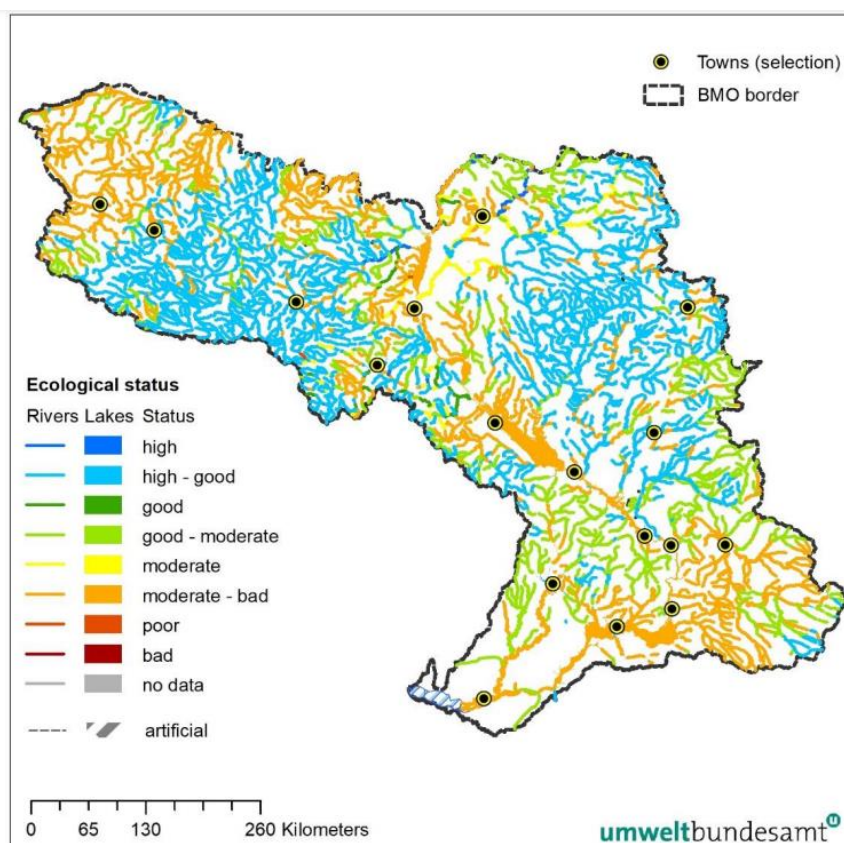 Towns (selection)
BMO border
Ecological status
Rivers Lakes Status
high
high - good
good
good - moderate
moderate
moderate - bad
poor
bad
no data
artificial
0 65 130 260 Kilometers
umweltbundesamt u